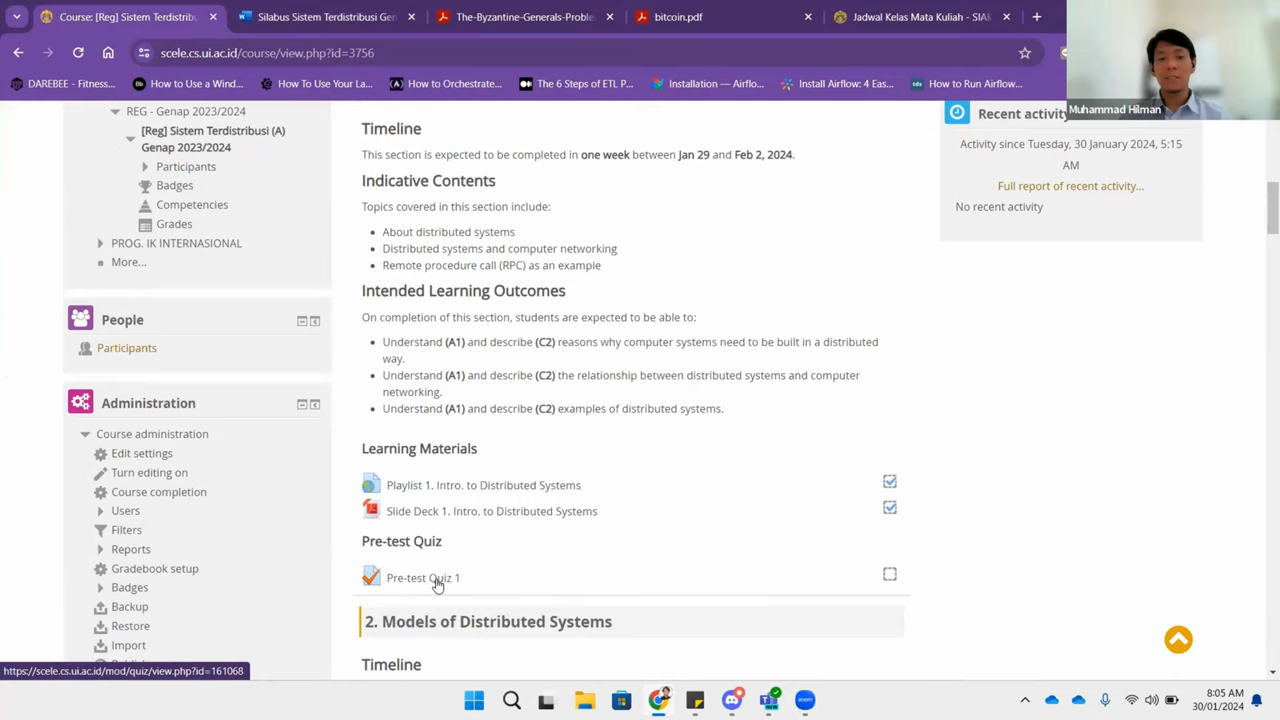 Course: [Reg] Sistem Terdistribu
Silabus Sistem Terdistribusi Gen
The-Byzantine-Generals-Proble
bitcoin.pdf
Jadwal Kelas Mata Kuliah - SIAK
scele.cs.ui.ac.id/course/view.php?id=3756
DAREBEE - Fitness...
How to Use a Wind...
How To Use Your La...
How to Orchestrate...
The 6 Steps of ETL P...
Installation — Airflo...
Install Airflow: 4 Eas...
How to Run Airflow...
Muhammad Hilman
REG - Genap 2023/2024
[Reg] Sistem Terdistribusi (A)
Genap 2023/2024
Participants
Badges
Competencies
Grades
PROG. IK INTERNASIONAL
More...
People
Participants
Administration
Course administration
Edit settings
Turn editing on
Course completion
Users
Filters
Reports
Gradebook setup
Badges
Backup
Restore
Import
Timeline
This section is expected to be completed in one week between Jan 29 and Feb 2, 2024.
Indicative Contents
Topics covered in this section include:
• About distributed systems
• Distributed systems and computer networking
• Remote procedure call (RPC) as an example
Intended Learning Outcomes
On completion of this section, students are expected to be able to:
• Understand (A1) and describe (C2) reasons why computer systems need to be built in a distributed
way.
• Understand (A1) and describe (C2) the relationship between distributed systems and computer
networking.
• Understand (A1) and describe (C2) examples of distributed systems.
Learning Materials
Playlist 1. Intro. to Distributed Systems
Slide Deck 1. Intro. to Distributed Systems
Pre-test Quiz
Pre-test Quiz 1
2. Models of Distributed Systems
Timeline
Recent activity
Activity since Tuesday, 30 January 2024, 5:15
AM
Full report of recent activity...
No recent activity
https://scele.cs.ui.ac.id/mod/quiz/view.php?id=161068
NEW
zoom
8:05 AM
30/01/2024